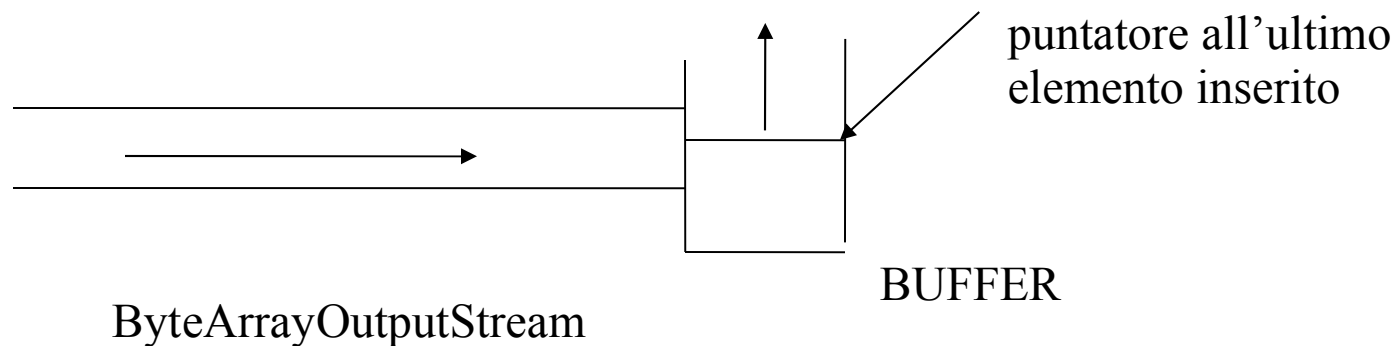 puntatore all’ultimo
elemento inserito
BUFFER
ByteArrayOutputStream